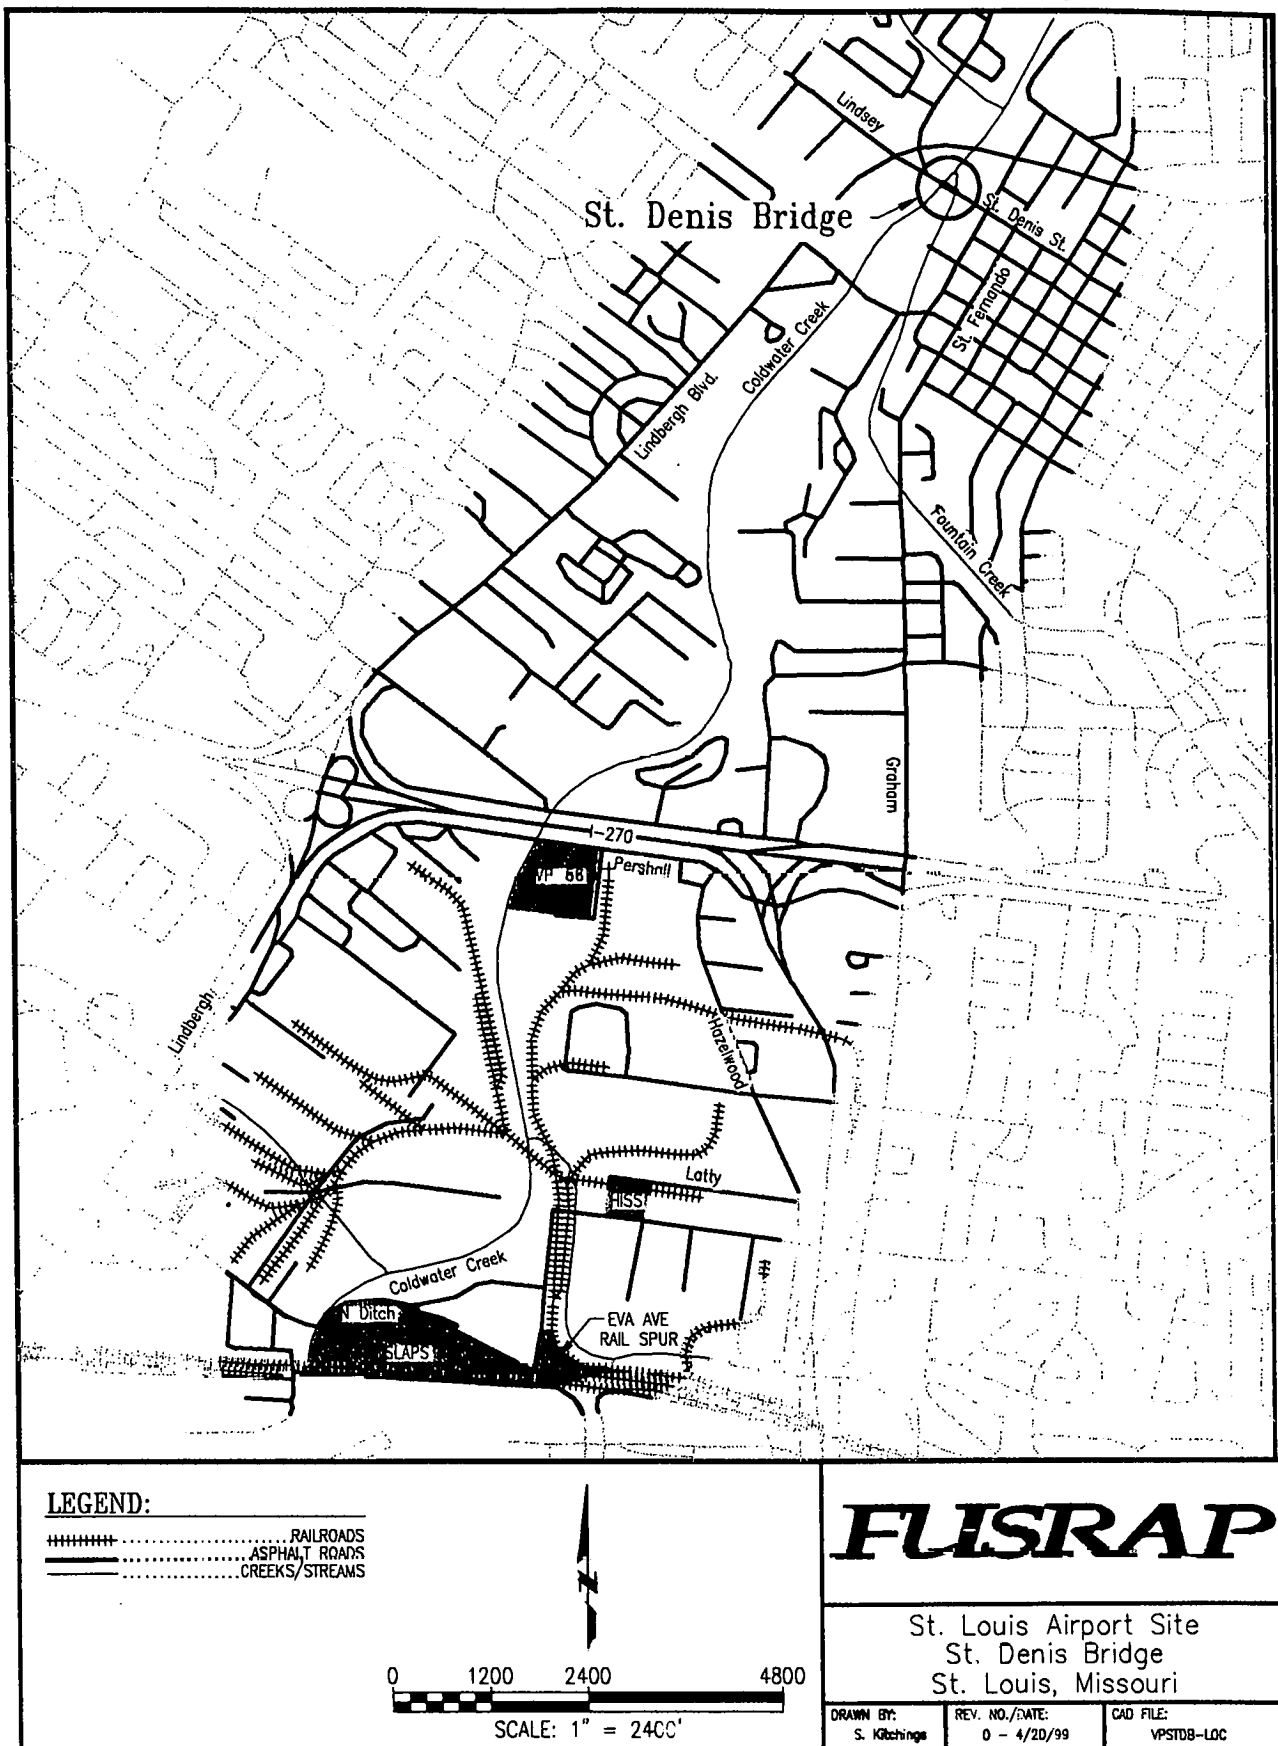 Lindsey
St. Denis Bridge
St. Denis St.
St. Fernando
Coldwater Creek
Lindbergh Blvd.
Fountain Creek
Graham
I-270
Pershall
VP 56
Lindbergh
Hazelwood
Latty
HISS
Coldwater Creek
N Ditch
EVA AVE
RAIL SPUR
SLAPS
LEGEND:
RAILROADS
ASPHALT ROADS
CREEKS/STREAMS
N
0 1200 2400 4800
SCALE: 1" = 2400'
FUSRAP
St. Louis Airport Site
St. Denis Bridge
St. Louis, Missouri
DRAWN BY: REV. NO./DATE: CAD FILE:
S. Kitchings 0 - 4/20/99 VPSTDB-LOC